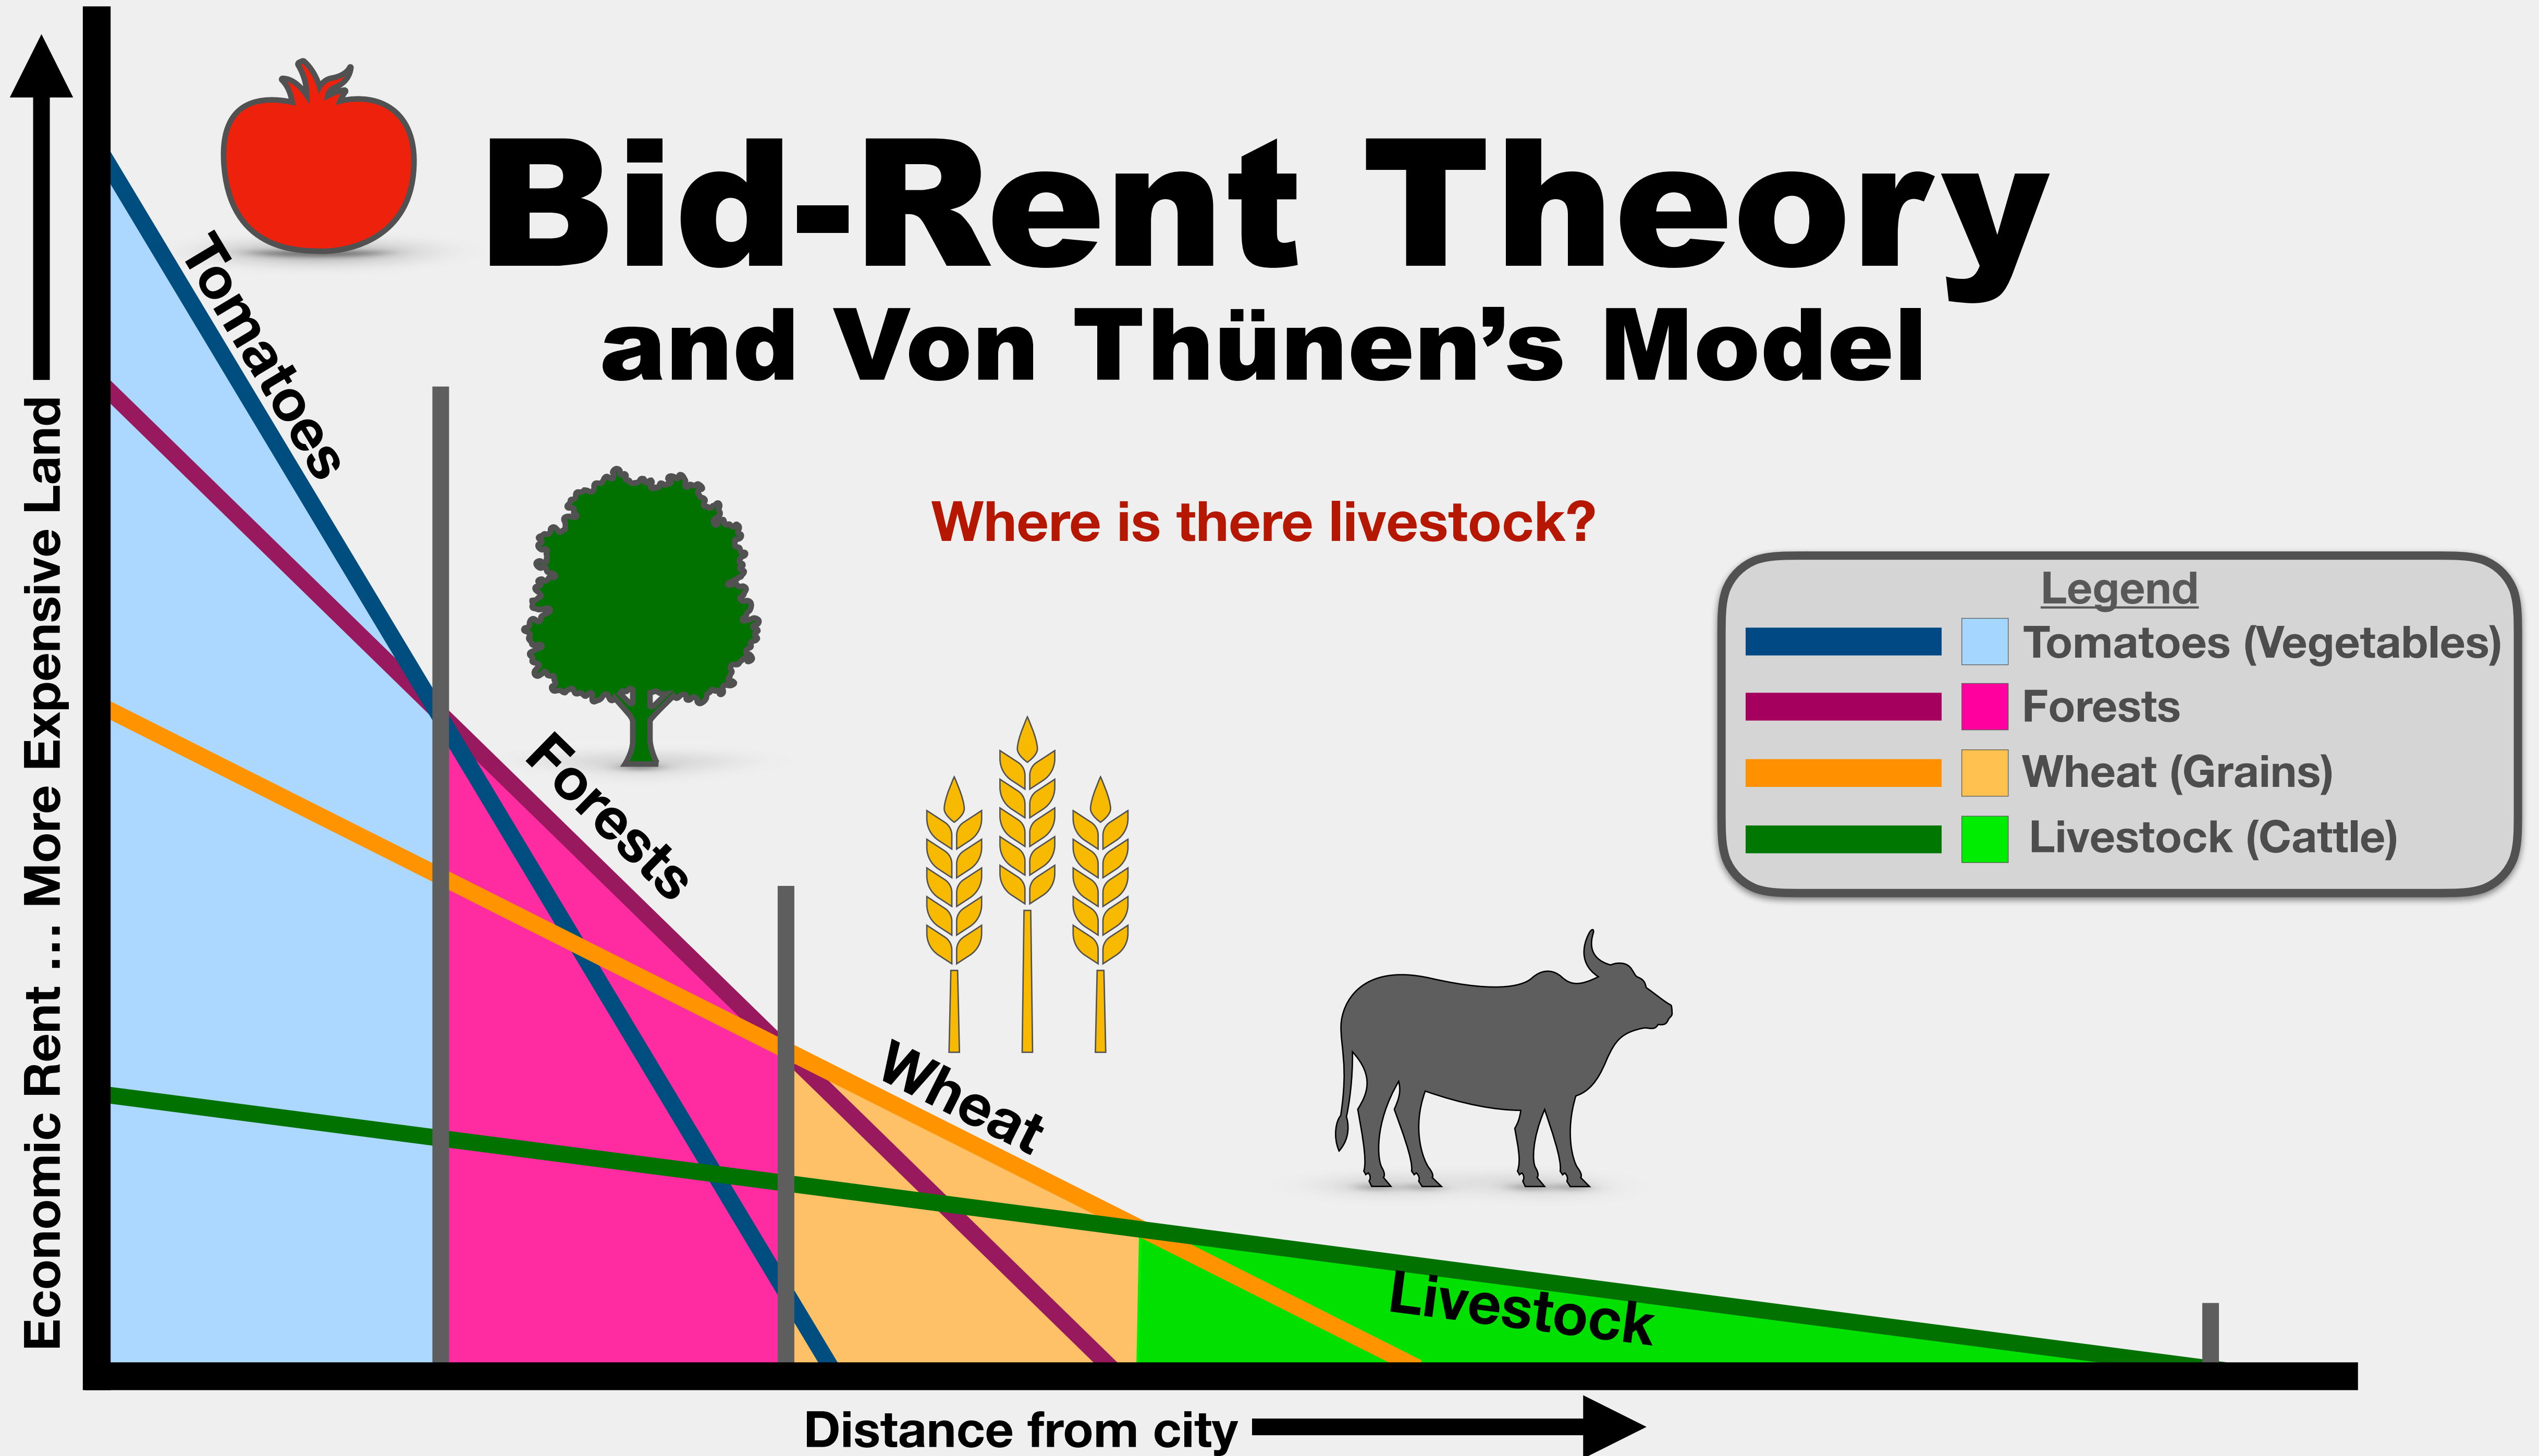 Bid-Rent Theory
and Von Thünen’s Model
Where is there livestock?
Economic Rent ... More Expensive Land
Tomatoes
Forests
Wheat
Livestock
Legend
Tomatoes (Vegetables)
Forests
Wheat (Grains)
Livestock (Cattle)
Distance from city